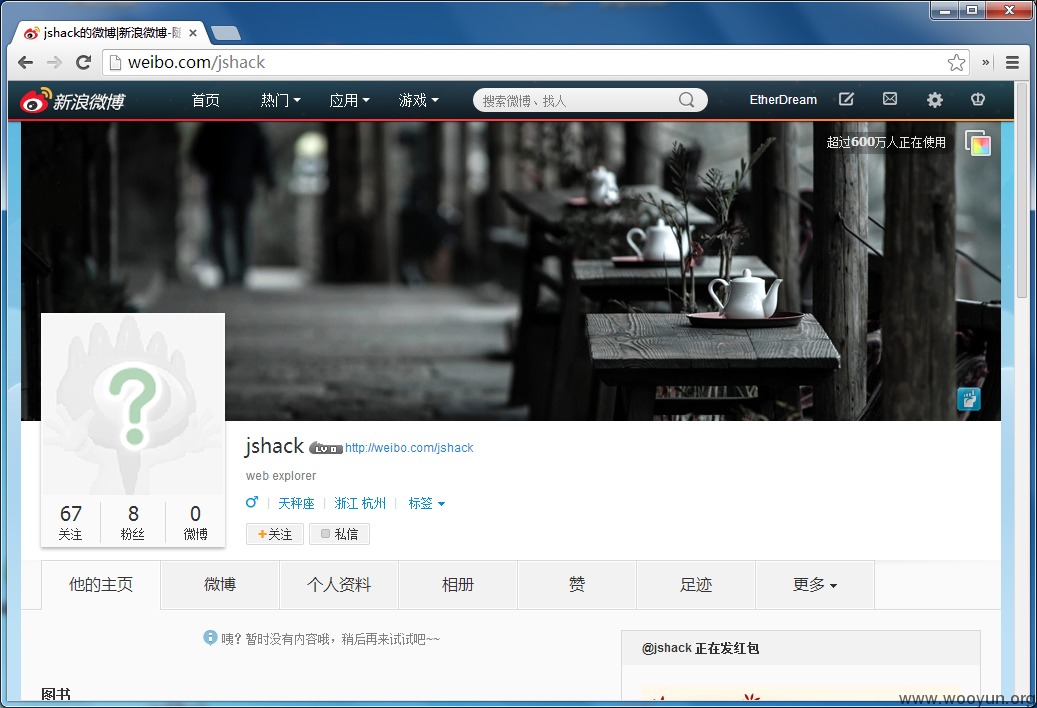 jshack的微博|新浪微博-随
weibo.com/jshack
新浪微博 首页 热门 应用 游戏 搜索微博、找人 EtherDream
超过600万人正在使用
jshack LV 0 http://weibo.com/jshack
web explorer
天秤座 浙江 杭州 标签
67 8 0
关注 粉丝 微博
+关注 私信
他的主页 微博 个人资料 相册 赞 足迹 更多
咦？暂时没有内容哦，稍后再来试试吧~~
@jshack 正在发红包
图书
www.wooyun.org